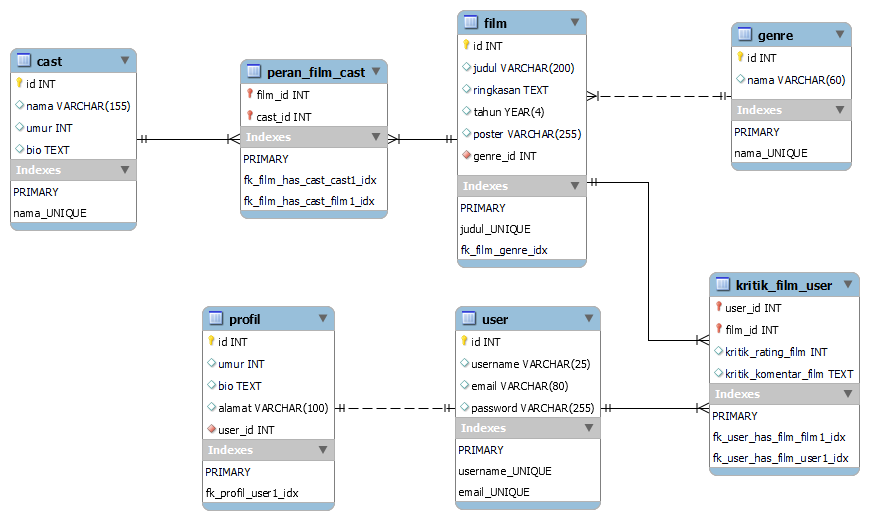 cast
id INT
nama VARCHAR(155)
umur INT
bio TEXT
Indexes
PRIMARY
nama_UNIQUE
peran_film_cast
film_id INT
cast_id INT
Indexes
PRIMARY
fk_film_has_cast_cast1_idx
fk_film_has_cast_film1_idx
film
id INT
judul VARCHAR(200)
ringkasan TEXT
tahun YEAR(4)
poster VARCHAR(255)
genre_id INT
Indexes
PRIMARY
judul_UNIQUE
fk_film_genre_idx
genre
id INT
nama VARCHAR(60)
Indexes
PRIMARY
nama_UNIQUE
profil
id INT
umur INT
bio TEXT
alamat VARCHAR(100)
user_id INT
Indexes
PRIMARY
fk_profil_user1_idx
user
id INT
username VARCHAR(25)
email VARCHAR(80)
password VARCHAR(255)
Indexes
PRIMARY
username_UNIQUE
email_UNIQUE
kritik_film_user
user_id INT
film_id INT
kritik_rating_film INT
kritik_komentar_film TEXT
Indexes
PRIMARY
fk_user_has_film_film1_idx
fk_user_has_film_user1_idx